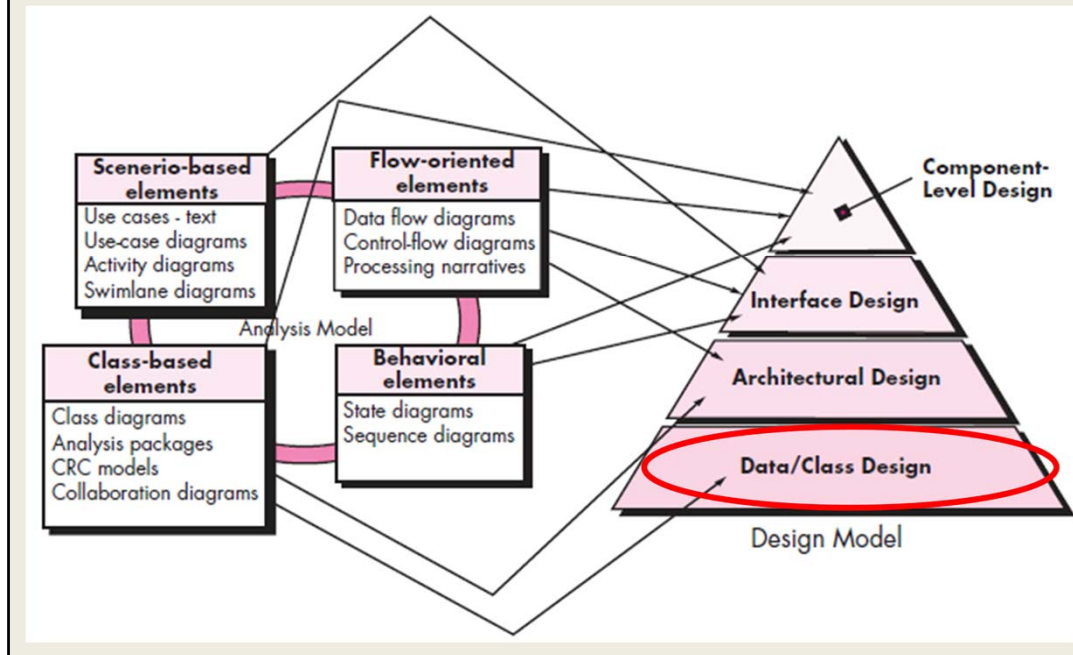 Scenerio-based
elements
Use cases - text
Use-case diagrams
Activity diagrams
Swimlane diagrams
Flow-oriented
elements
Data flow diagrams
Control-flow diagrams
Processing narratives
Analysis Model
Class-based
elements
Class diagrams
Analysis packages
CRC models
Collaboration diagrams
Behavioral
elements
State diagrams
Sequence diagrams
Component-
Level Design
Interface Design
Architectural Design
Data/Class Design
Design Model